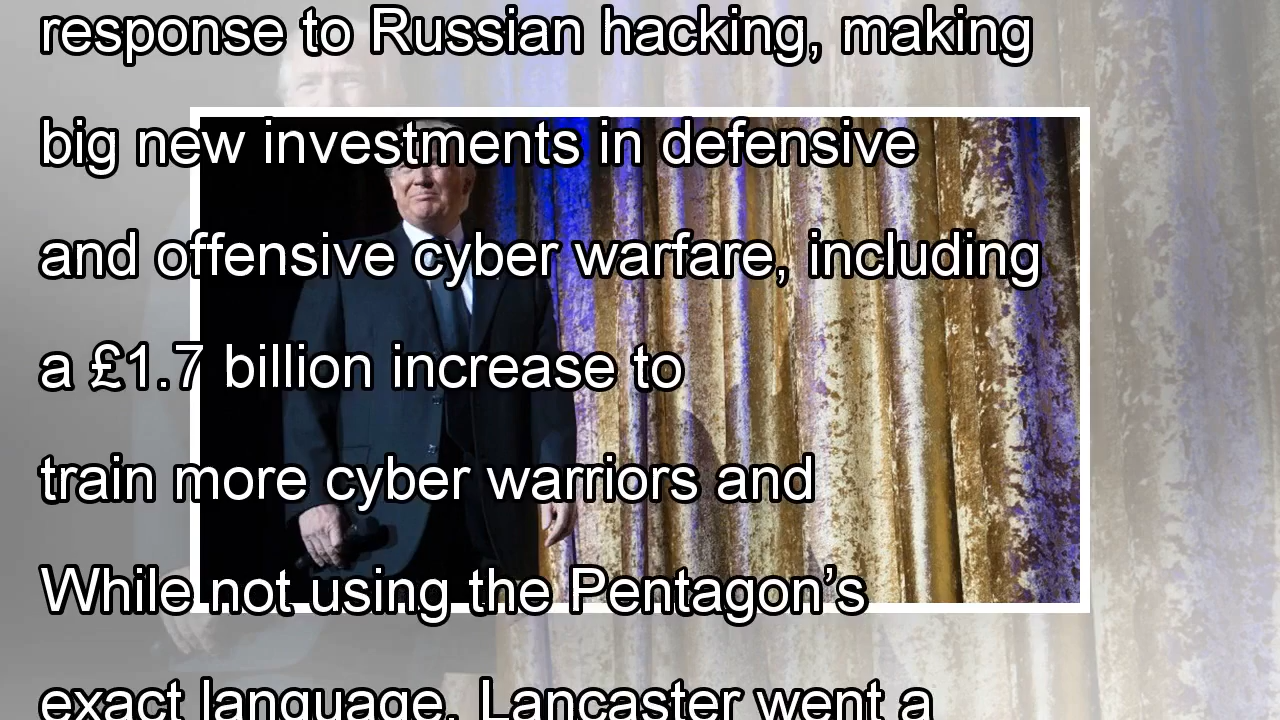 response to Russian hacking, making
big new investments in defensive
and offensive cyber warfare, including
a £1.7 billion increase to
train more cyber warriors and
While not using the Pentagon’s
exact language, Lancaster went a